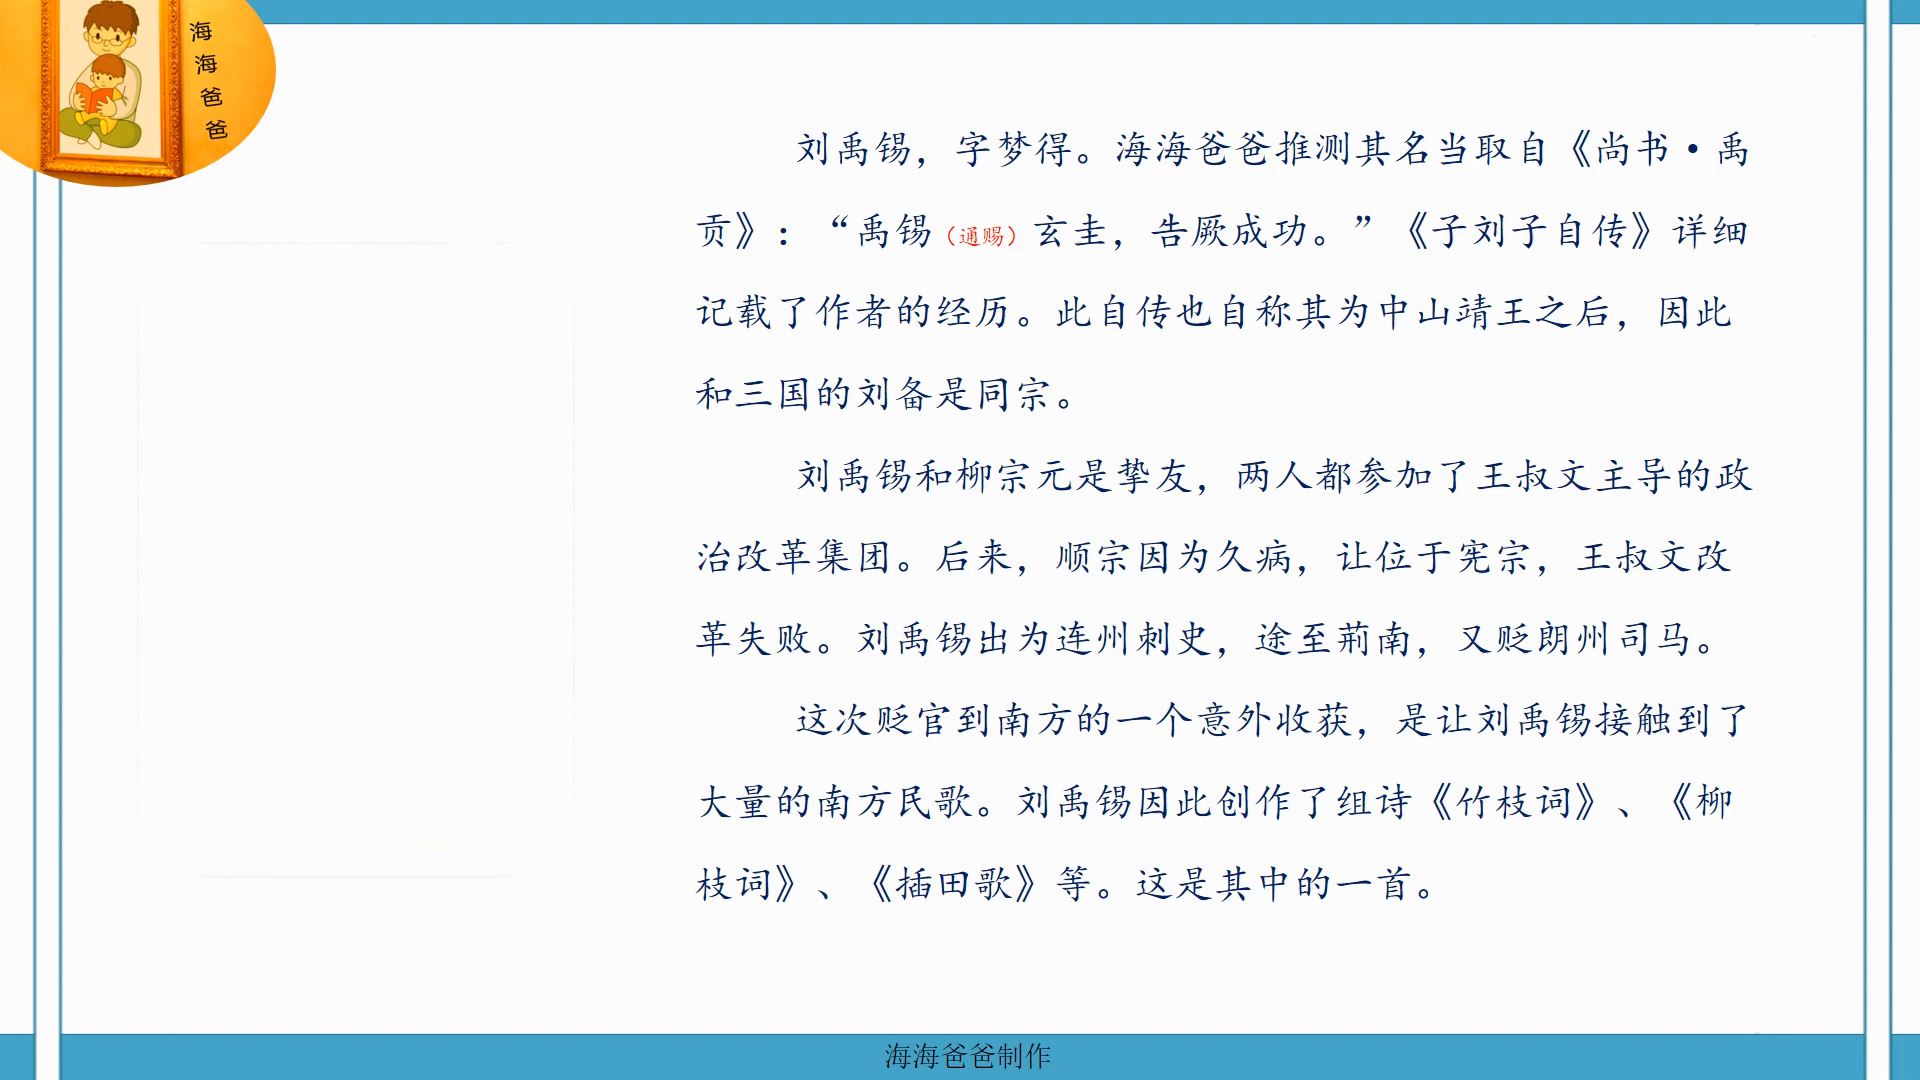 海海爸爸
刘禹锡，字梦得。海海爸爸推测其名当取自《尚书·禹
贡》：“禹锡（通赐）玄圭，告厥成功。”《子刘子自传》详细
记载了作者的经历。此自传也自称其为中山靖王之后，因此
和三国的刘备是同宗。
刘禹锡和柳宗元是挚友，两人都参加了王叔文主导的政
治改革集团。后来，顺宗因为久病，让位于宪宗，王叔文改
革失败。刘禹锡出为连州刺史，途至荊南，又贬朗州司马。
这次贬官到南方的一个意外收获，是让刘禹锡接触到了
大量的南方民歌。刘禹锡因此创作了组诗《竹枝词》、《柳
枝词》、《插田歌》等。这是其中的一首。
海海爸爸制作